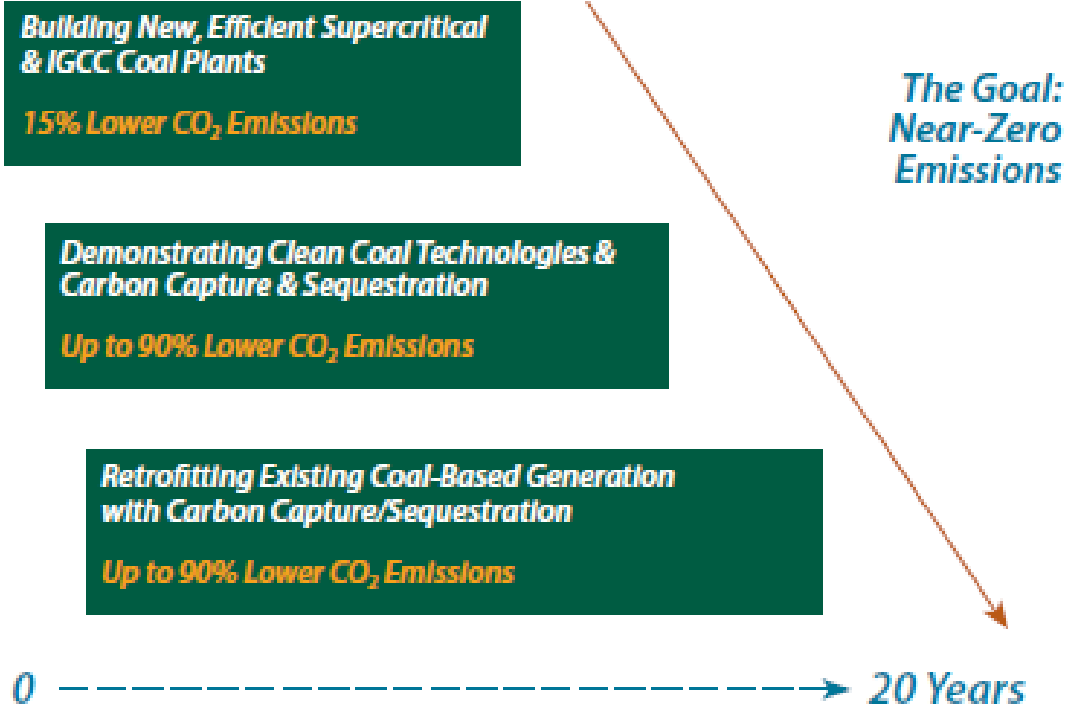 Building New, Efficient Supercritical
& IGCC Coal Plants
15% Lower CO₂ Emissions
The Goal:
Near-Zero
Emissions
Demonstrating Clean Coal Technologies &
Carbon Capture & Sequestration
Up to 90% Lower CO₂ Emissions
Retrofitting Existing Coal-Based Generation
with Carbon Capture/Sequestration
Up to 90% Lower CO₂ Emissions
0
20 Years